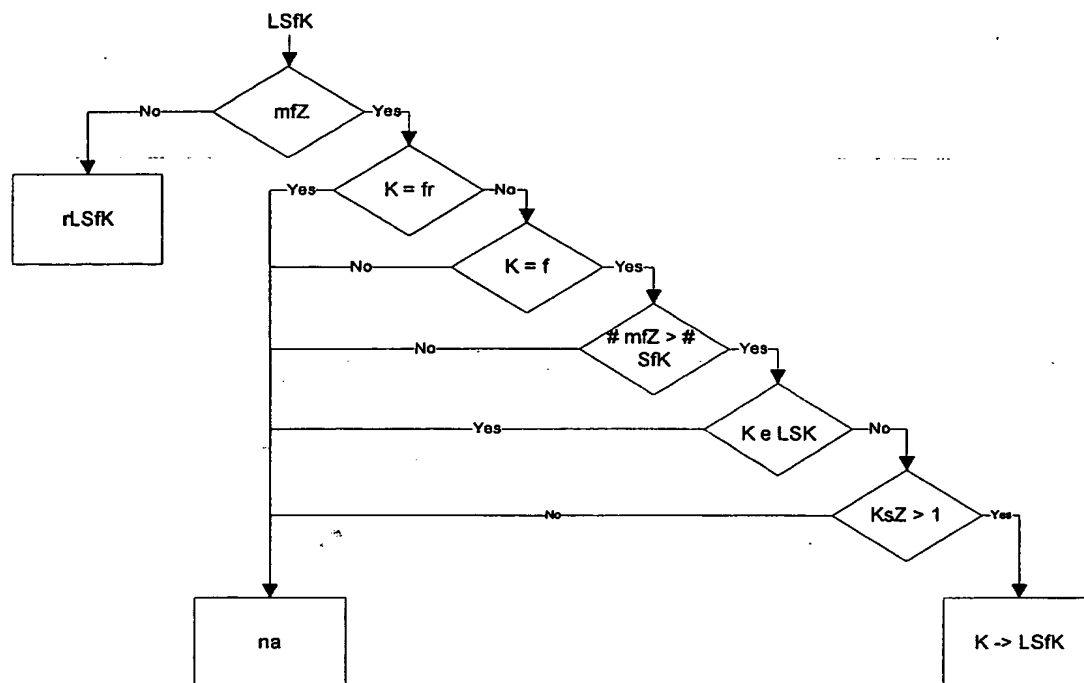 LSfK
mfZ
No
Yes
rLSfK
K = fr
Yes
No
K = f
No
Yes
# mfZ > #
SfK
No
Yes
K e LSK
Yes
No
KsZ > 1
No
Yes
na
K -> LSfK